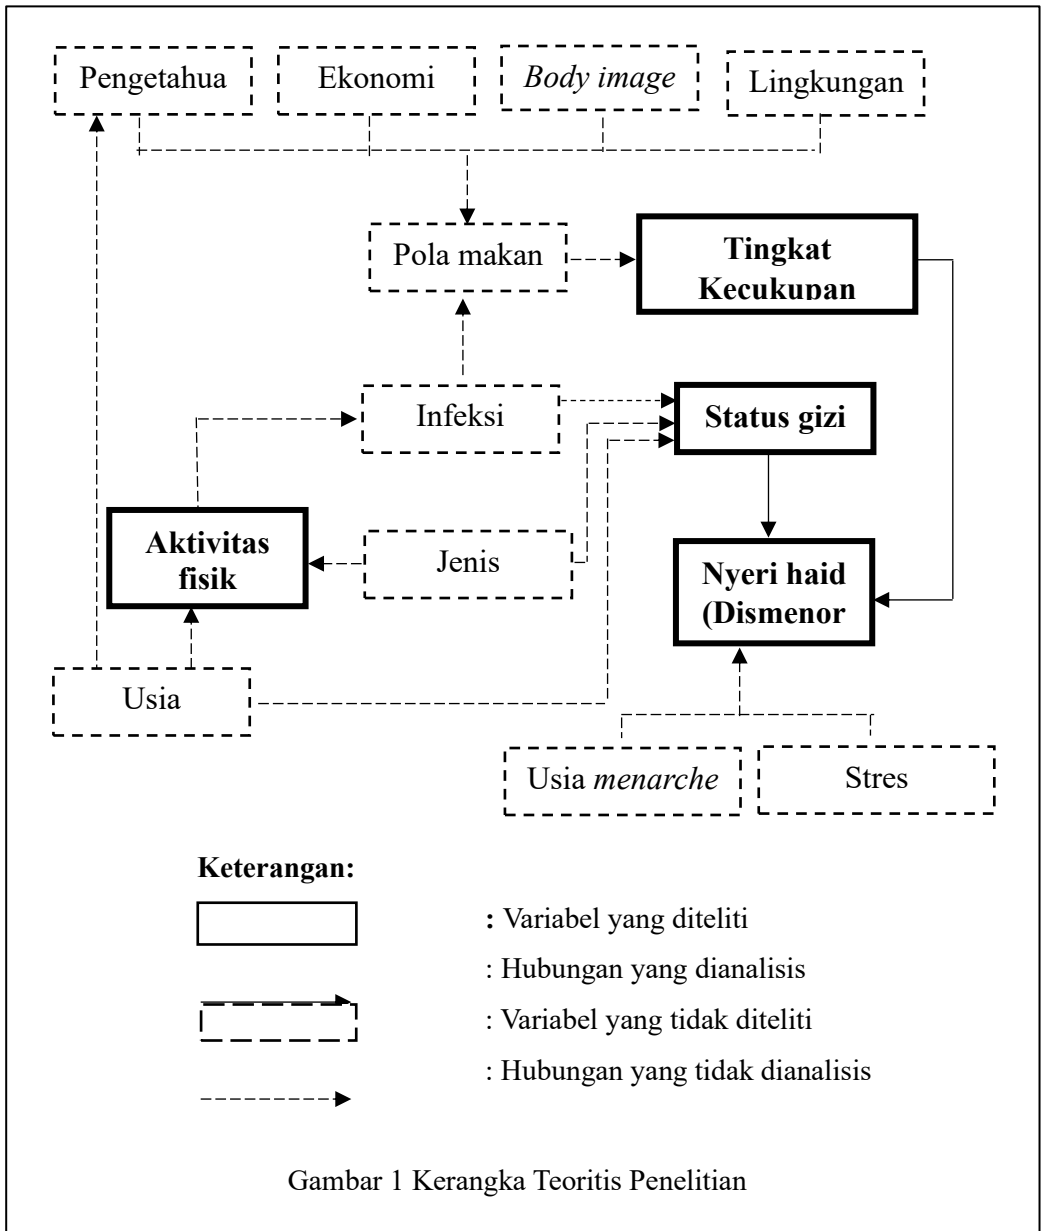 Pengetahua
Ekonomi
Body image
Lingkungan
Pola makan
Tingkat
Kecukupan
Infeksi
Status gizi
Aktivitas
fisik
Jenis
Nyeri haid
(Dismenor
Usia
Usia menarche
Stres
Keterangan:
: Variabel yang diteliti
: Hubungan yang dianalisis
: Variabel yang tidak diteliti
: Hubungan yang tidak dianalisis
Gambar 1 Kerangka Teoritis Penelitian